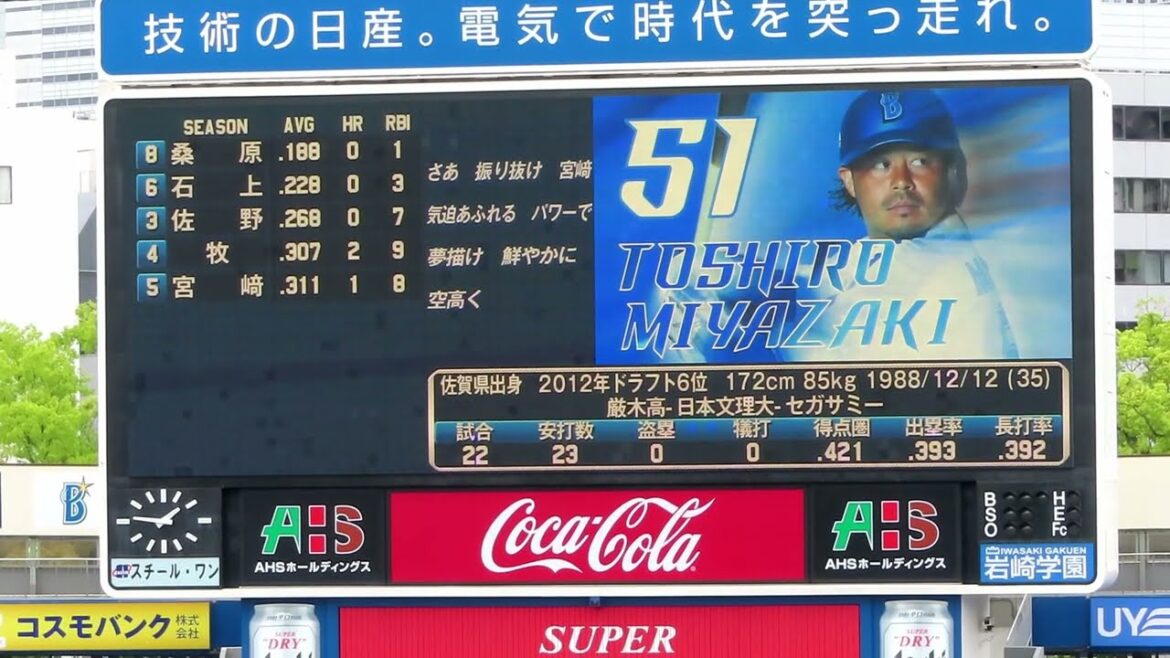 技術の日産。電気で時代を突っ走れ。
SEASON AVG HR RBI
8 桑原 .188 0 1
6 石上 .228 0 3
3 佐野 .268 0 7
4 牧 .307 2 9
5 宮﨑 .311 1 8
さあ 振り抜け 宮﨑
気迫あふれる パワーで
夢描け 鮮やかに
空高く
51
TOSHIRO
MIYAZAKI
佐賀県出身 2012年ドラフト6位 172cm 85kg 1988/12/12 (35)
厳木高-日本文理大-セガサミー
試合 安打数 盗塁 犠打 得点圏 出塁率 長打率
22 23 0 0 .421 .393 .392
B
スチール・ワン
AHS
AHSホールディングス
Coca-Cola
AHS
AHSホールディングス
B H
S E
O Fc
IWASAKI GAKUEN
岩崎学園
コスモバンク 株式会社
SUPER
"DRY"
SUPER
SUPER
"DRY"
UYE